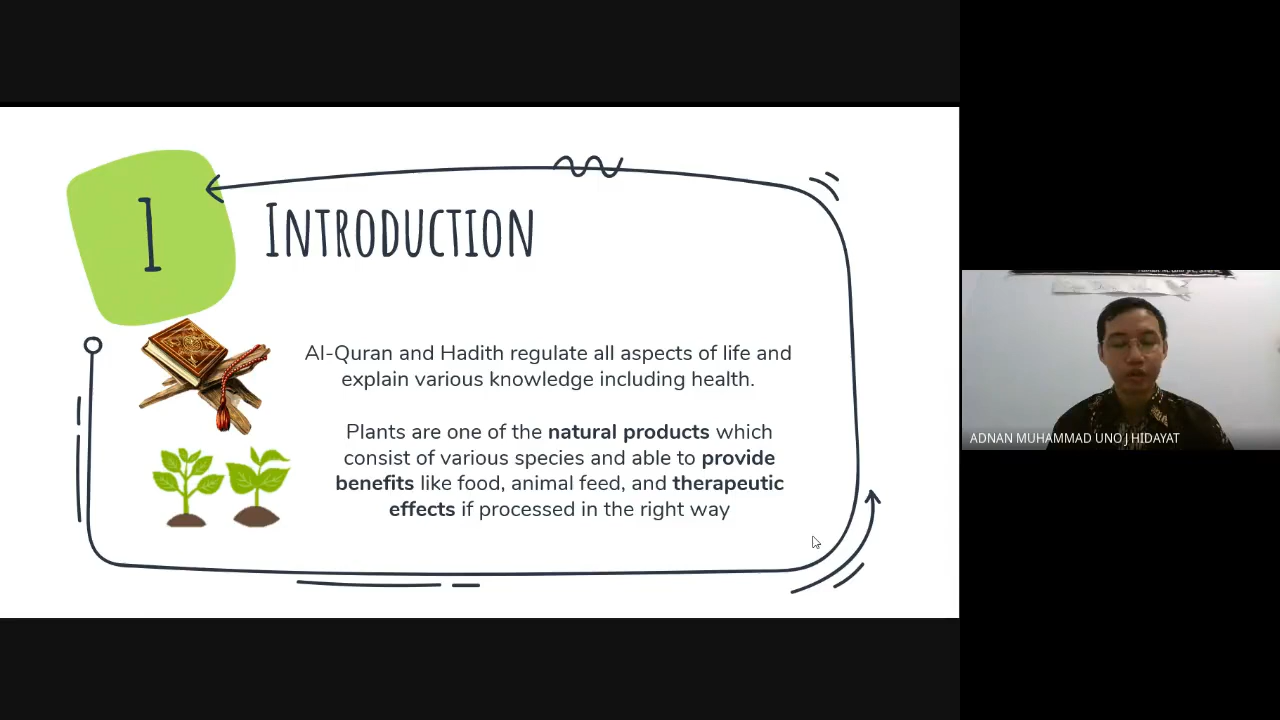 1
INTRODUCTION
Al-Quran and Hadith regulate all aspects of life and
explain various knowledge including health.
Plants are one of the natural products which
consist of various species and able to provide
benefits like food, animal feed, and therapeutic
effects if processed in the right way
ADNAN MUHAMMAD UNO J HIDAYAT